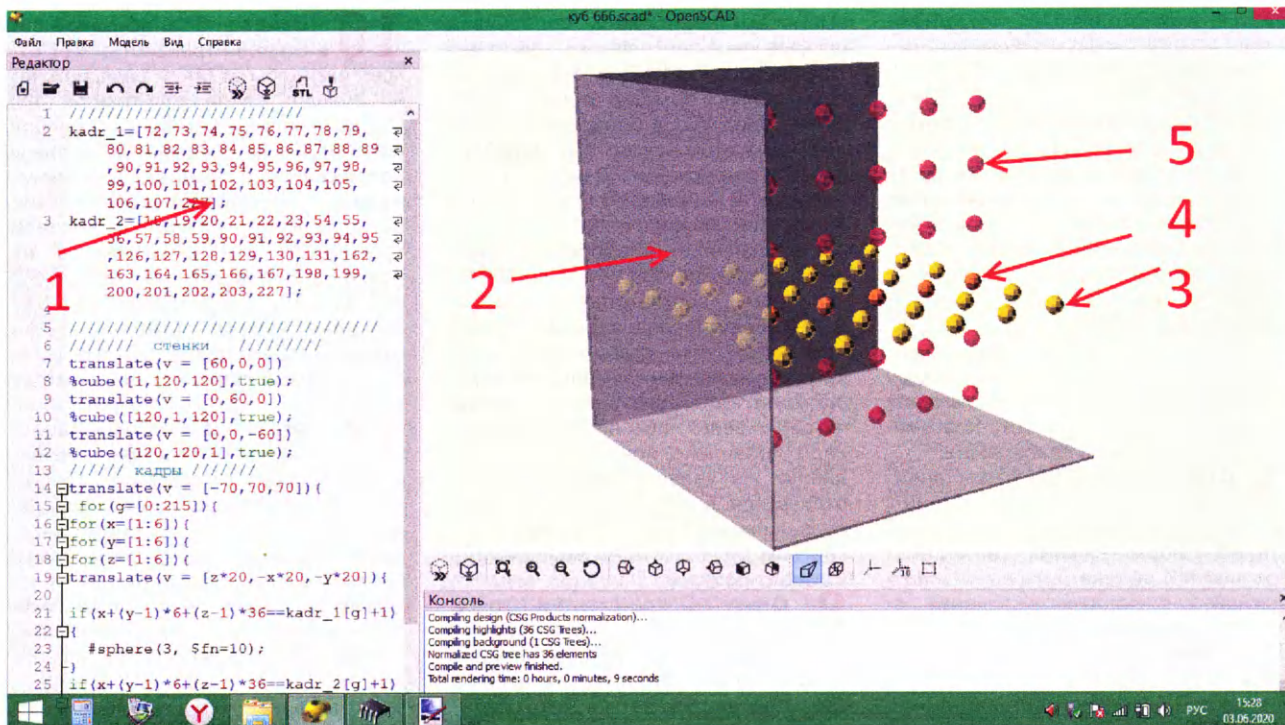 куб 666.scad* - OpenSCAD
Файл Правка Модель Вид Справка
Редактор
STL
1 //////////////////////////
2 kadr_1=[72,73,74,75,76,77,78,79,
80,81,82,83,84,85,86,87,88,89
,90,91,92,93,94,95,96,97,98,
99,100,101,102,103,104,105,
106,107,227];
3 kadr_2=[18,19,20,21,22,23,54,55,
56,57,58,59,90,91,92,93,94,95
,126,127,128,129,130,131,162,
163,164,165,166,167,198,199,
200,201,202,203,227];
4
5 ///////////////////////////////////
6 /////// стенки /////////
7 translate(v = [60,0,0])
8 %cube([1,120,120],true);
9 translate(v = [0,60,0])
10 %cube([120,1,120],true);
11 translate(v = [0,0,-60])
12 %cube([120,120,1],true);
13 ////// кадры ///////
14 translate(v = [-70,70,70]){
15 for(g=[0:215]){
16 for(x=[1:6]){
17 for(y=[1:6]){
18 for(z=[1:6]){
19 translate(v = [z*20,-x*20,-y*20]){
20
21 if(x+(y-1)*6+(z-1)*36==kadr_1[g]+1)
22 {
23 #sphere(3, $fn=10);
24 }
25 if(x+(y-1)*6+(z-1)*36==kadr_2[g]+1)
1
2
5
4
3
Консоль
Compiling design (CSG Products normalization)...
Compiling highlights (36 CSG Trees)...
Compiling background (1 CSG Trees)...
Normalized CSG tree has 36 elements
Compile and preview finished.
Total rendering time: 0 hours, 0 minutes, 9 seconds
РУС
15:28
03.06.2020